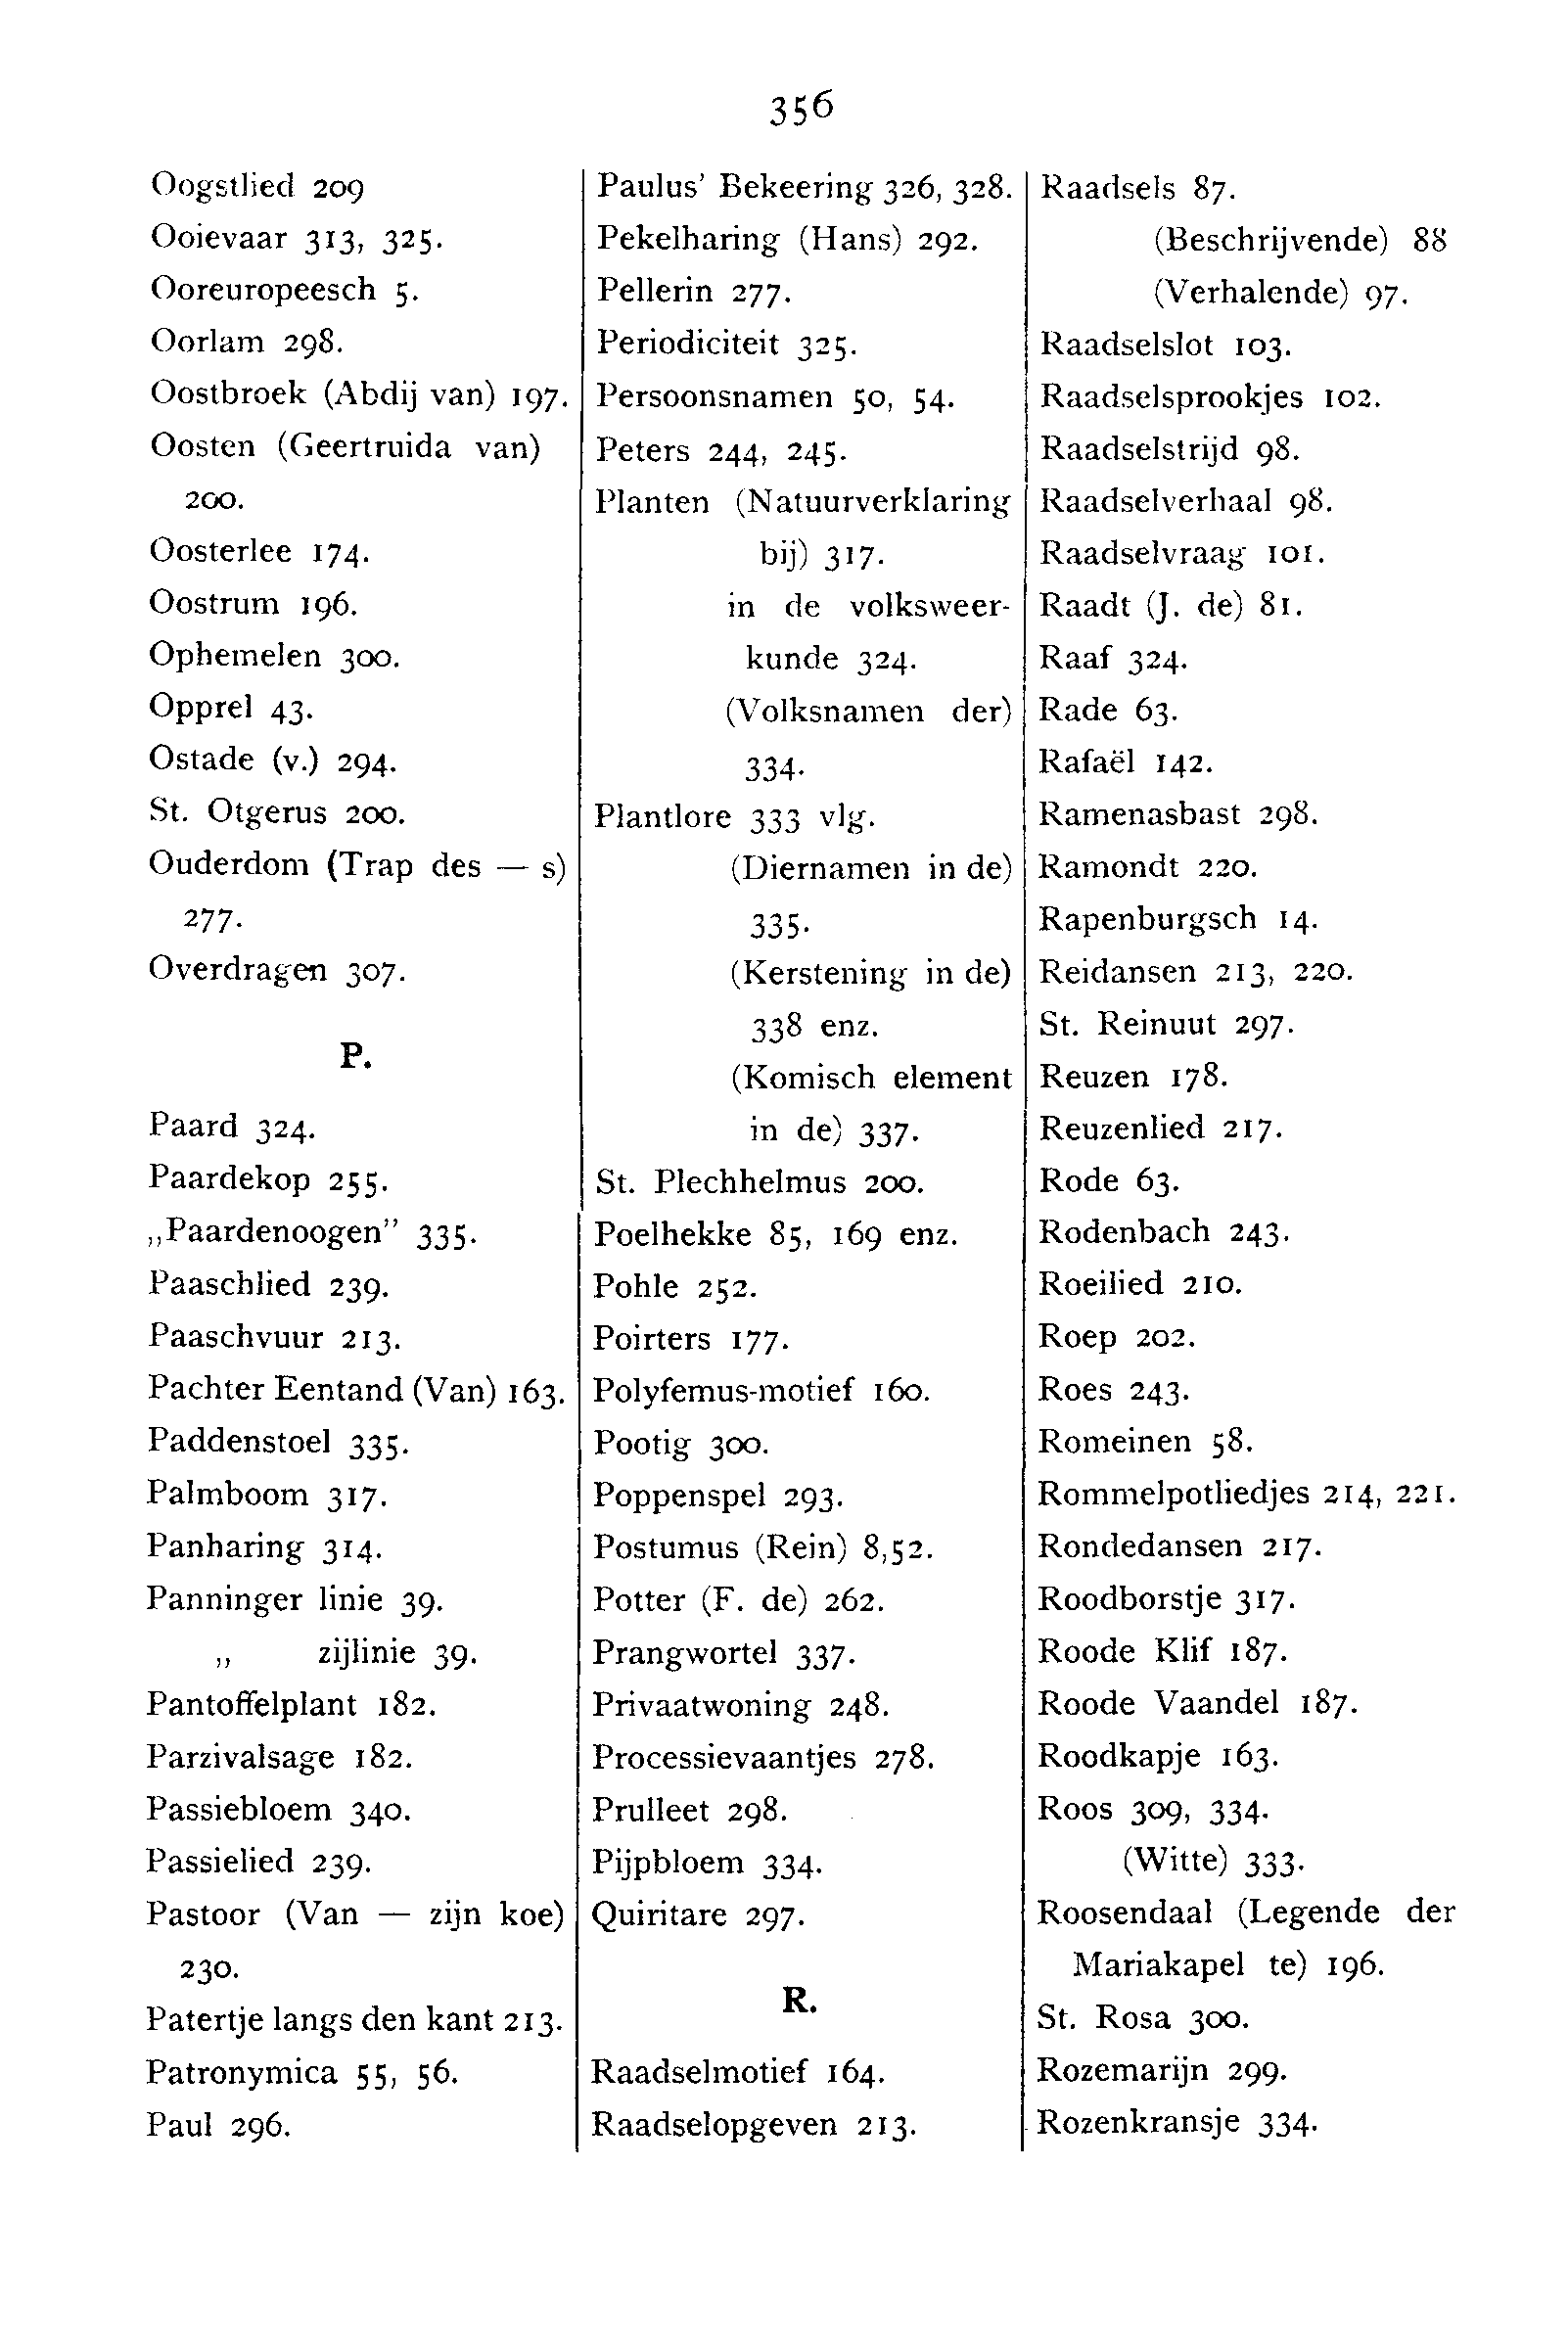 356
Oogstlied 209
Ooievaar 313, 325.
Ooreuropeesch 5.
Oorlam 298.
Oostbroek (Abdij van) 197.
Oosten (Geertruida van)
200.
Oosterlee 174.
Oostrum 196.
Ophemelen 300.
Opprel 43.
Ostade (v.) 294.
St. Otgerus 200.
Ouderdom (Trap des — s)
277.
Overdragen 307.
P.
Paard 324.
Paardekop 255.
„Paardenoogen” 335.
Paaschlied 239.
Paaschvuur 213.
Pachter Eentand (Van) 163.
Paddenstoel 335.
Palmboom 317.
Panharing 314.
Panninger linie 39.
„ zijlinie 39.
Pantoffelplant 182.
Parzivalsage 182.
Passiebloem 340.
Passielied 239.
Pastoor (Van — zijn koe)
230.
Patertje langs den kant 213.
Patronymica 55, 56.
Paul 296.
Paulus’ Bekeering 326, 328.
Pekelharing (Hans) 292.
Pellerin 277.
Periodiciteit 325.
Persoonsnamen 50, 54.
Peters 244, 245.
Planten (Natuurverklaring
bij) 317.
in de volksweer-
kunde 324.
(Volksnamen der)
334.
Plantlore 333 vlg.
(Diernamen in de)
335.
(Kerstening in de)
338 enz.
(Komisch element
in de) 337.
St. Plechhelmus 200.
Poelhekke 85, 169 enz.
Pohle 252.
Poirters 177.
Polyfemus-motief 160.
Pootig 300.
Poppenspel 293.
Postumus (Rein) 8,52.
Potter (F. de) 262.
Prangwortel 337.
Privaatwoning 248.
Processievaantjes 278.
Prulleet 298.
Pijpbloem 334.
Quiritare 297.
R.
Raadselmotief 164.
Raadselopgeven 213.
Raadsels 87.
(Beschrijvende) 88
(Verhalende) 97.
Raadselslot 103.
Raadselsprookjes 102.
Raadselstrijd 98.
Raadselverhaal 98.
Raadselvraag 101.
Raadt (J. de) 81.
Raaf 324.
Rade 63.
Rafaël 142.
Ramenasbast 298.
Ramondt 220.
Rapenburgsch 14.
Reidansen 213, 220.
St. Reinuut 297.
Reuzen 178.
Reuzenlied 217.
Rode 63.
Rodenbach 243.
Roeilied 210.
Roep 202.
Roes 243.
Romeinen 58.
Rommelpotliedjes 214, 221.
Rondedansen 217.
Roodborstje 317.
Roode Klif 187.
Roode Vaandel 187.
Roodkapje 163.
Roos 309, 334.
(Witte) 333.
Roosendaal (Legende der
Mariakapel te) 196.
St. Rosa 300.
Rozemarijn 299.
Rozenkransje 334.